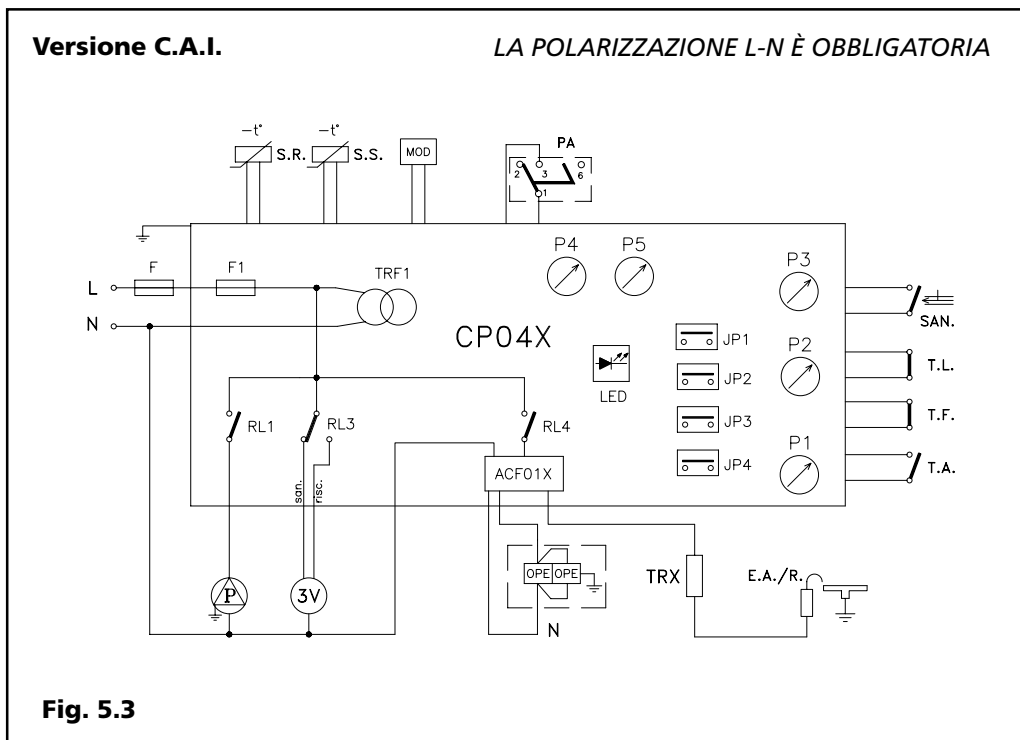 Versione C.A.I.
LA POLARIZZAZIONE L-N È OBBLIGATORIA
-t° S.R.
-t° S.S.
MOD
PA
2 3 6
1
P4 P5
P3
F F1
TRF1
L
N
CP04X
SAN.
JP1
P2
LED
JP2
T.L.
JP3
T.F.
RL1 RL3 RL4
JP4
P1
T.A.
ACF01X
san. risc.
OPE OPE
TRX
E.A./R.
P 3V
N
Fig. 5.3